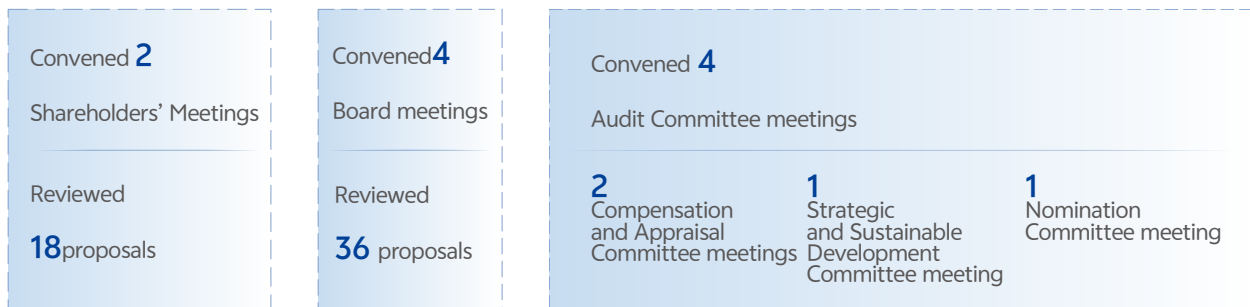 Convened 2
Shareholders’ Meetings
Reviewed
18proposals
Convened4
Board meetings
Reviewed
36 proposals
Convened 4
Audit Committee meetings
2
Compensation
and Appraisal
Committee meetings
1
Strategic
and Sustainable
Development
Committee meeting
1
Nomination
Committee meeting